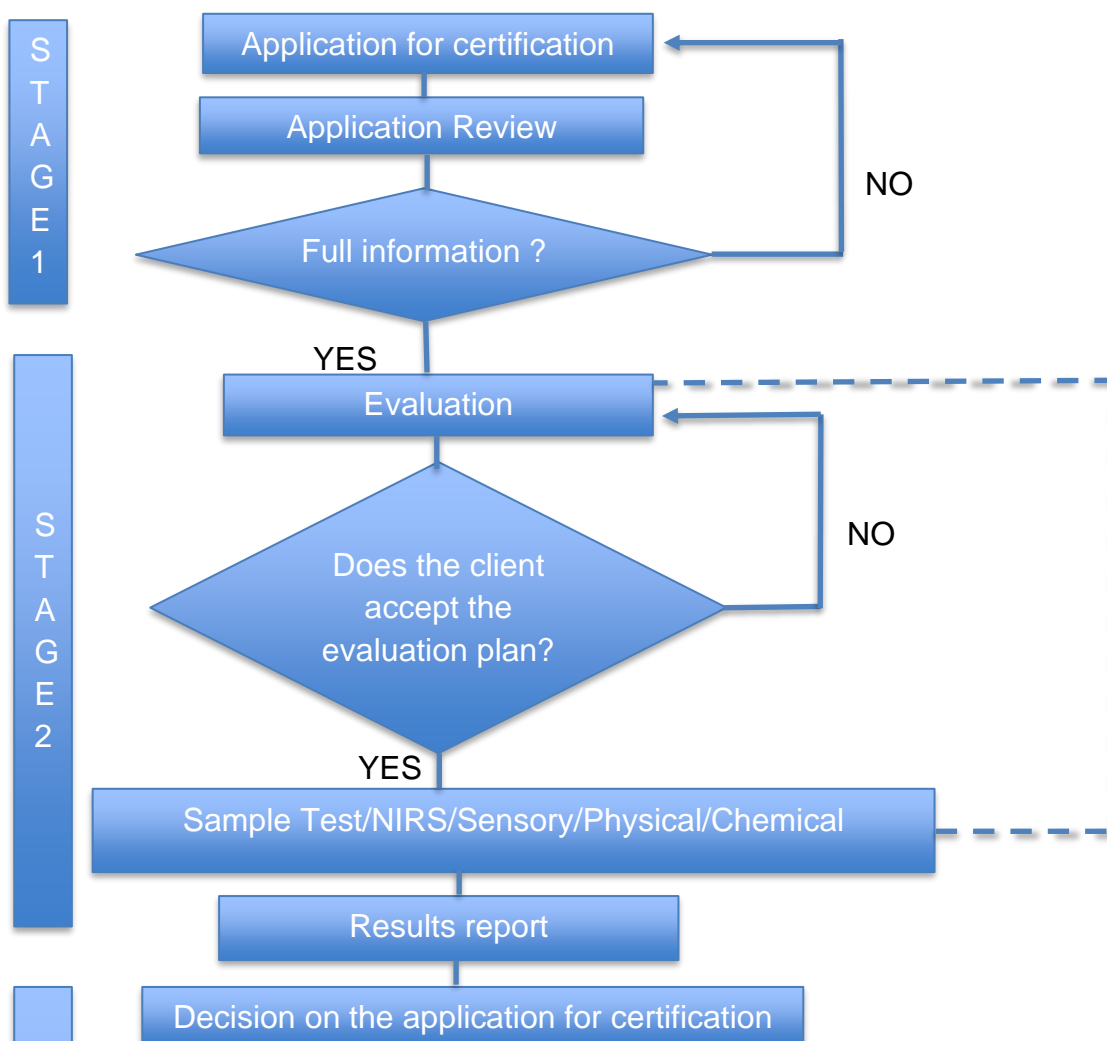 S
T
A
G
E
1
Application for certification
Application Review
NO
Full information ?
YES
Evaluation
S
T
A
G
E
2
NO
Does the client
accept the
evaluation plan?
YES
Sample Test/NIRS/Sensory/Physical/Chemical
Results report
Decision on the application for certification